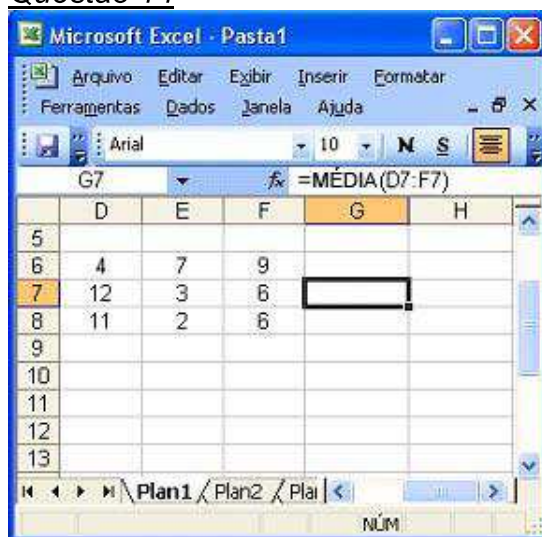 Microsoft Excel - Pasta1
Arquivo Editar Exibir Inserir Formatar
Ferramentas Dados Janela Ajuda
Arial 10 N S
G7 fx =MÉDIA(D7:F7)
D E F G H
5
6 4 7 9
7 12 3 6
8 11 2 6
9
10
11
12
13
Plan1 / Plan2 / Plan
NÚM